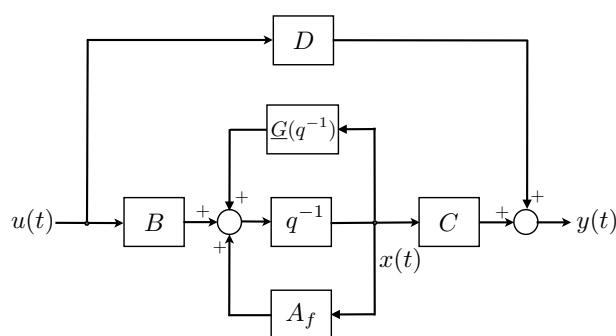 D
G(q⁻¹)
+ +
u(t) B + + q⁻¹ C + y(t)
+ x(t)
A_f